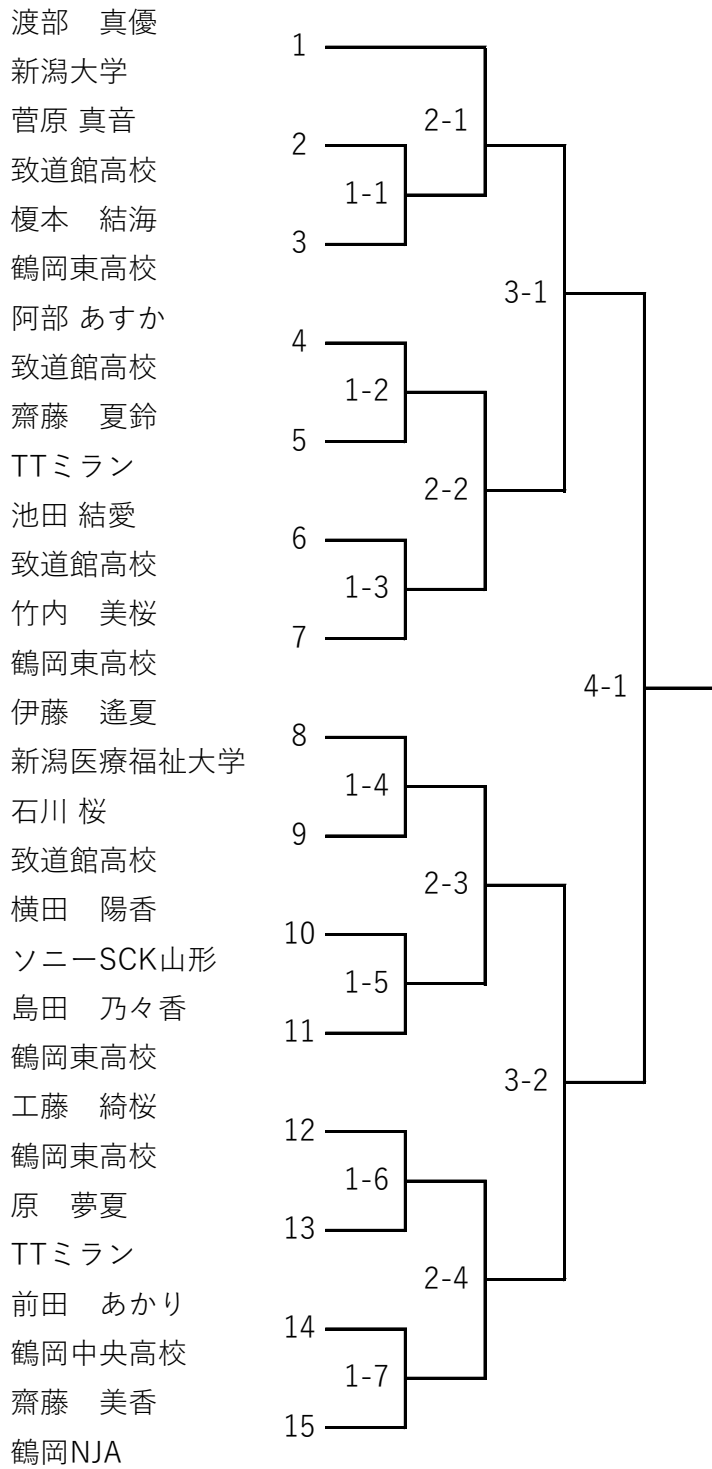 渡部　真優
1
新潟大学
菅原 真音
2-1
2
致道館高校
1-1
榎本　結海
3
鶴岡東高校
3-1
阿部 あすか
4
致道館高校
1-2
齋藤　夏鈴
5
TTミラン
2-2
池田 結愛
6
致道館高校
1-3
竹内　美桜
7
鶴岡東高校
4-1
伊藤　遙夏
8
新潟医療福祉大学
1-4
石川 桜
9
致道館高校
2-3
横田　陽香
10
ソニーSCK山形
1-5
島田　乃々香
11
鶴岡東高校
3-2
工藤　綺桜
12
鶴岡東高校
1-6
原　夢夏
13
TTミラン
2-4
前田　あかり
14
鶴岡中央高校
1-7
齋藤　美香
15
鶴岡NJA